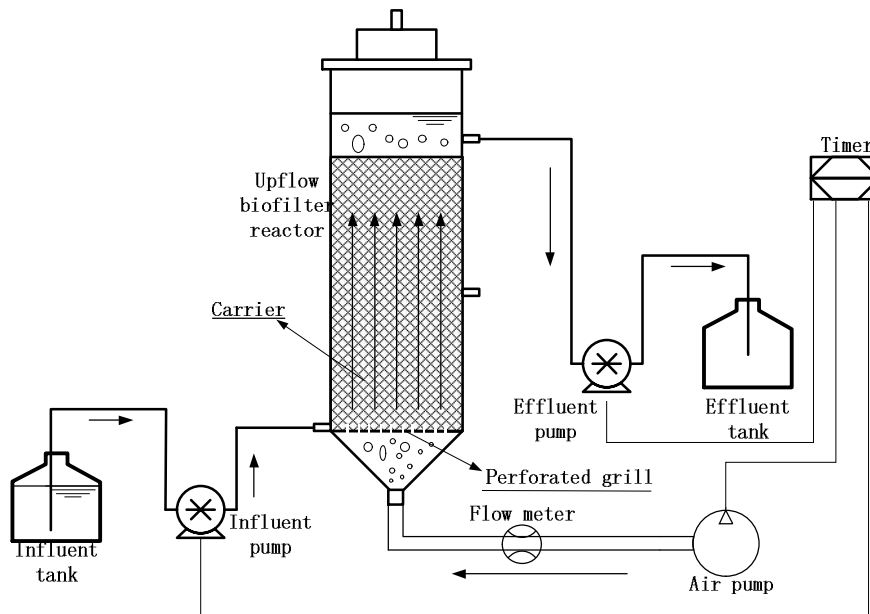 Timer
Upflow
biofilter
reactor
Carrier
Effluent
pump
Effluent
tank
Perforated grill
Flow meter
Influent
pump
Influent
tank
Air pump